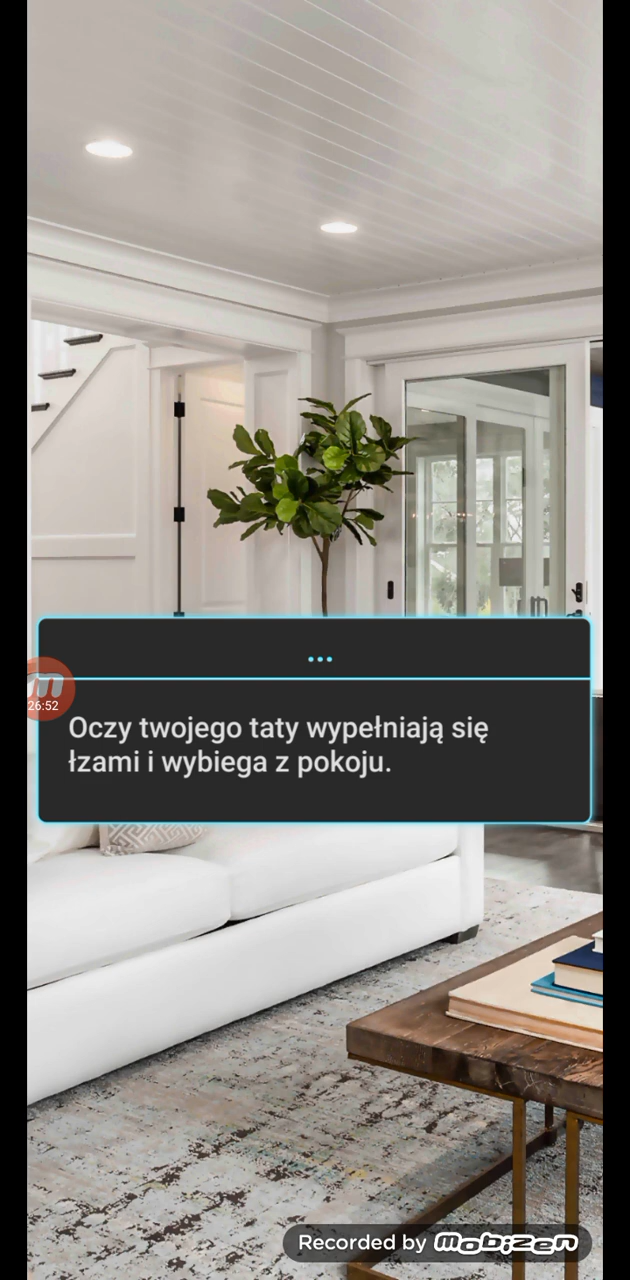 ...
m
26:52
Oczy twojego taty wypełniają się
łzami i wybiega z pokoju.
Recorded by mobizen